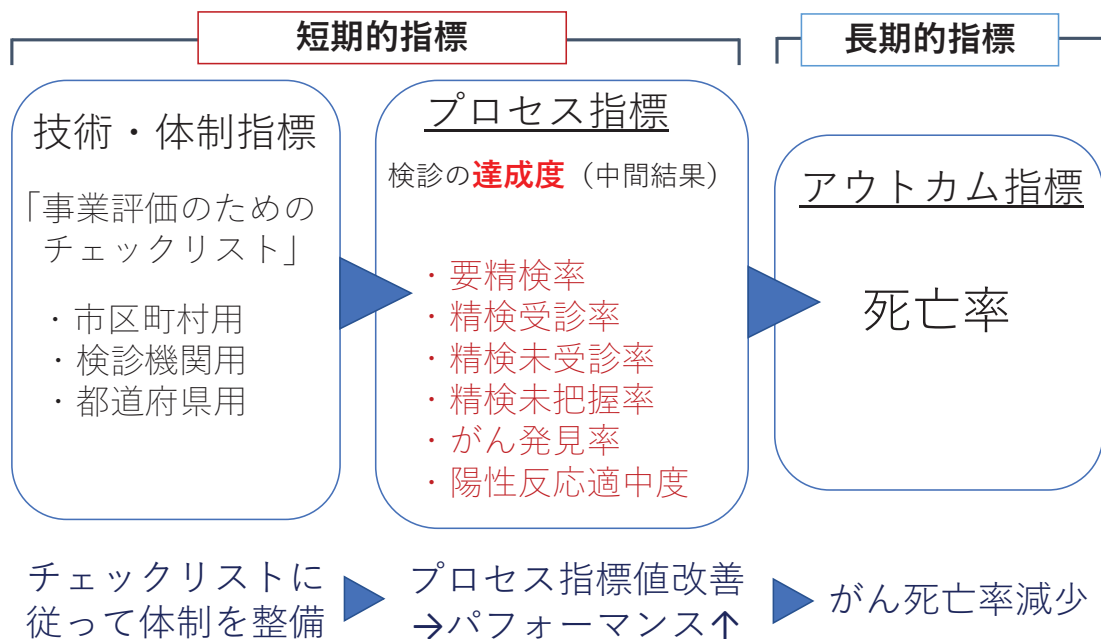 短期的指標
長期的指標
技術・体制指標
「事業評価のための
チェックリスト」
・市区町村用
・検診機関用
・都道府県用
プロセス指標
検診の達成度（中間結果）
・要精検率
・精検受診率
・精検未受診率
・精検未把握率
・がん発見率
・陽性反応適中度
アウトカム指標
死亡率
チェックリストに
従って体制を整備
プロセス指標値改善
→パフォーマンス↑
がん死亡率減少